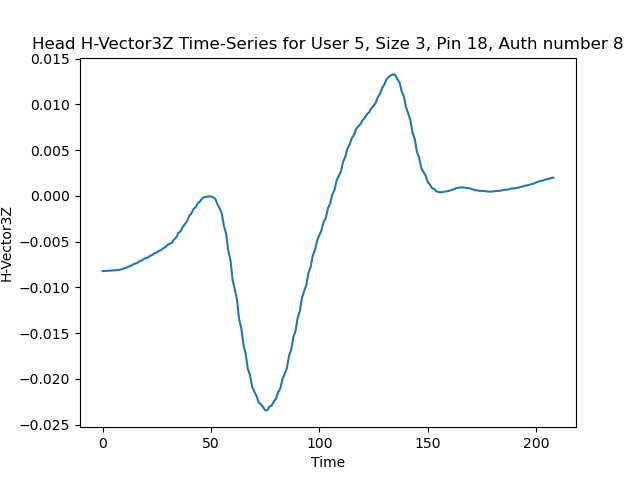 Head H-Vector3Z Time-Series for User 5, Size 3, Pin 18, Auth number 8
0.015
0.010
0.005
0.000
−0.005
−0.010
−0.015
−0.020
−0.025
H-Vector3Z
0 50 100 150 200
Time